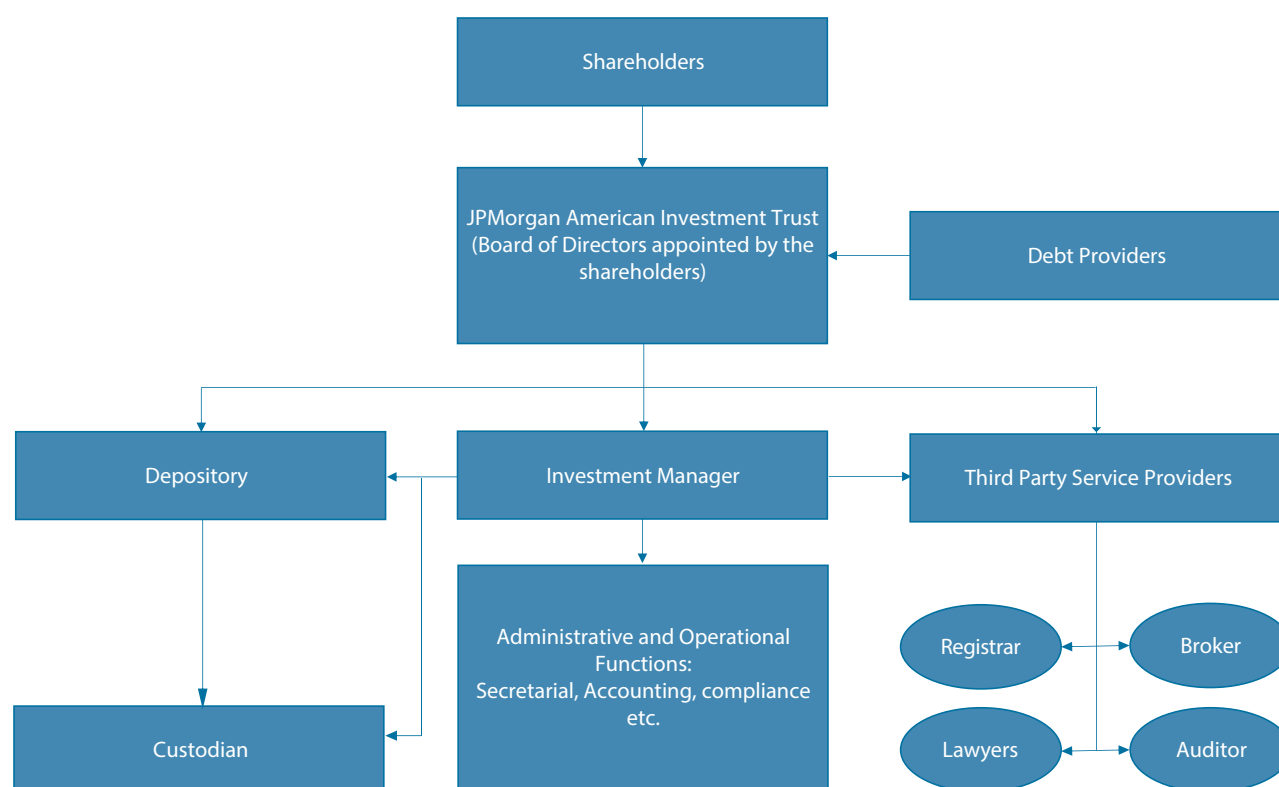 Shareholders
JPMorgan American Investment Trust
(Board of Directors appointed by the
shareholders)
Debt Providers
Depository
Investment Manager
Third Party Service Providers
Administrative and Operational
Functions:
Secretarial, Accounting, compliance
etc.
Registrar
Broker
Custodian
Lawyers
Auditor